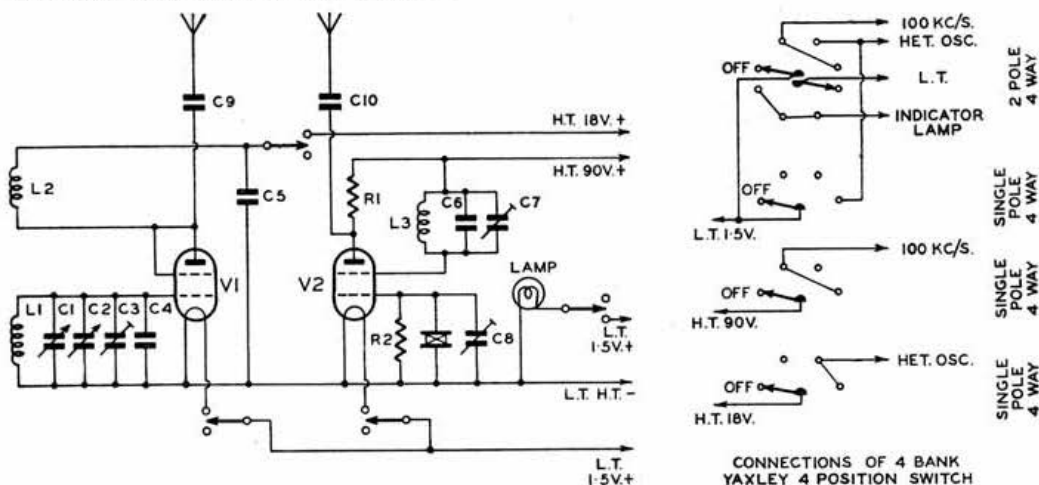 C9
C10
H.T. 18V.+
H.T. 90V.+
L2
C5
R1
L3
C6
C7
V1
V2
LAMP
L1
C1
C2
C3
C4
R2
C8
L.T.
1·5V.+
L.T. H.T.-
L.T.
1·5V.+
100 KC/S.
HET. OSC.
OFF
L.T.
INDICATOR
LAMP
2 POLE
4 WAY
OFF
L.T. 1·5V.
SINGLE
POLE
4 WAY
100 KC/S.
OFF
H.T. 90V.
SINGLE
POLE
4 WAY
HET. OSC.
OFF
H.T. 18V.
SINGLE
POLE
4 WAY
CONNECTIONS OF 4 BANK
YAXLEY 4 POSITION SWITCH